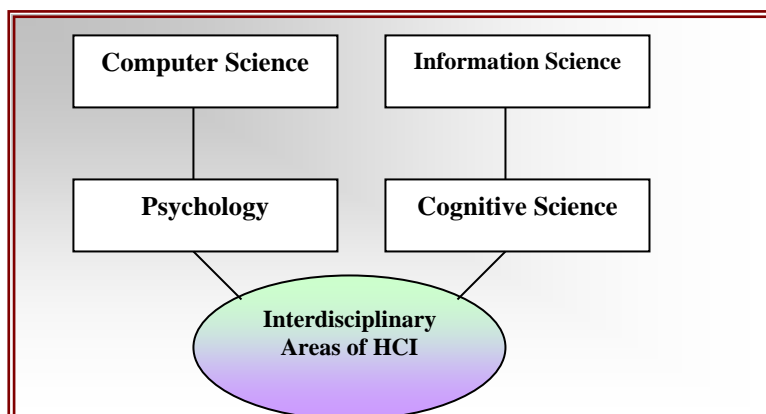 Computer Science
Information Science
Psychology
Cognitive Science
Interdisciplinary
Areas of HCI